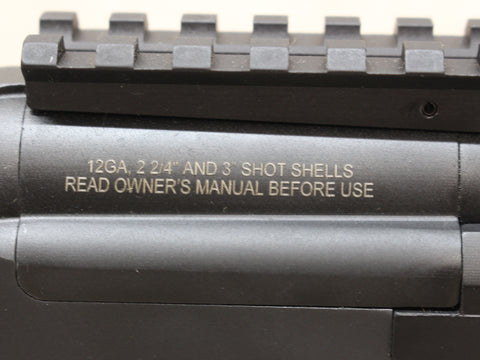 12GA, 2 2/4" AND 3" SHOT SHELLS
READ OWNER'S MANUAL BEFORE USE